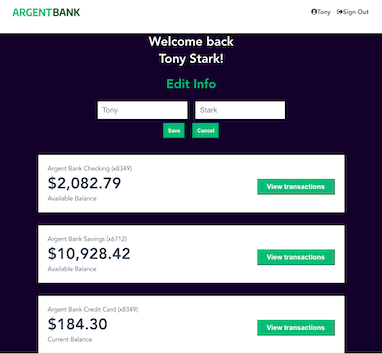 ARGENTBANK
Tony Sign Out
Welcome back
Tony Stark!
Edit Info
Tony Stark
Save Cancel
Argent Bank Checking (x8349)
$2,082.79
Available Balance
View transactions
Argent Bank Savings (x6712)
$10,928.42
Available Balance
View transactions
Argent Bank Credit Card (x8349)
$184.30
Current Balance
View transactions